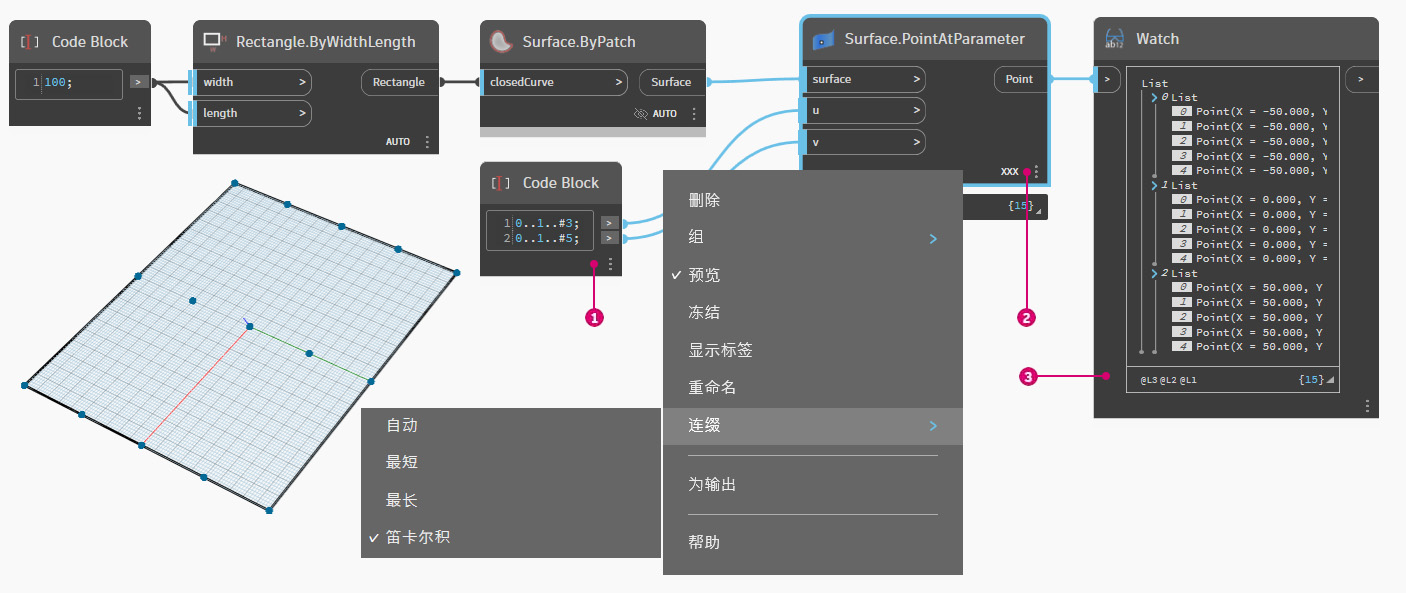 Code Block
1 100;
>
Rectangle.ByWidthLength
width >
Rectangle
length >
AUTO
Surface.ByPatch
closedCurve >
Surface
AUTO
Surface.PointAtParameter
surface >
Point
u >
v >
XXX
{15}
Code Block
1 0..1..#3; >
2 0..1..#5; >
Watch
>
>
List
0 List
0 Point(X = -50.000, Y
1 Point(X = -50.000, Y
2 Point(X = -50.000, Y
3 Point(X = -50.000, Y
4 Point(X = -50.000, Y
1 List
0 Point(X = 0.000, Y =
1 Point(X = 0.000, Y =
2 Point(X = 0.000, Y =
3 Point(X = 0.000, Y =
4 Point(X = 0.000, Y =
2 List
0 Point(X = 50.000, Y
1 Point(X = 50.000, Y
2 Point(X = 50.000, Y
3 Point(X = 50.000, Y
4 Point(X = 50.000, Y
@L3 @L2 @L1 {15}
删除
组 >
预览
冻结
显示标签
重命名
连缀 >
为输出
帮助
自动
最短
最长
笛卡尔积
1
2
3